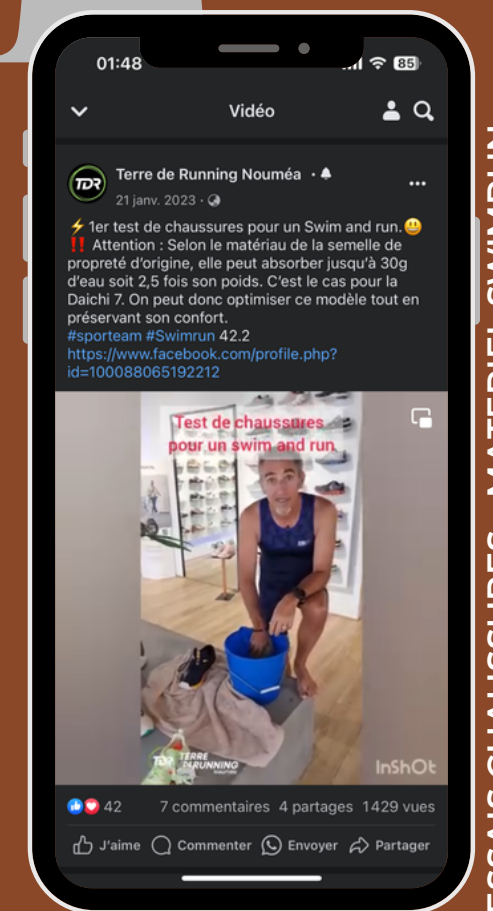 01:48
85
Vidéo
Terre de Running Nouméa ·
21 janv. 2023 ·
⚡ 1er test de chaussures pour un Swim and run.😃
‼️ Attention : Selon le matériau de la semelle de
propreté d'origine, elle peut absorber jusqu'à 30g
d'eau soit 2,5 fois son poids. C'est le cas pour la
Daichi 7. On peut donc optimiser ce modèle tout en
préservant son confort.
#sporteam #Swimrun 42.2
https://www.facebook.com/profile.php?
id=100088065192212
Test de chaussures
pour un swim and run
TDR TERRE
DE RUNNING
InShOt
42 7 commentaires 4 partages 1429 vues
J'aime Commenter Envoyer Partager
ESSAIS CHAUSSURES MATERIEL SWIMRUN